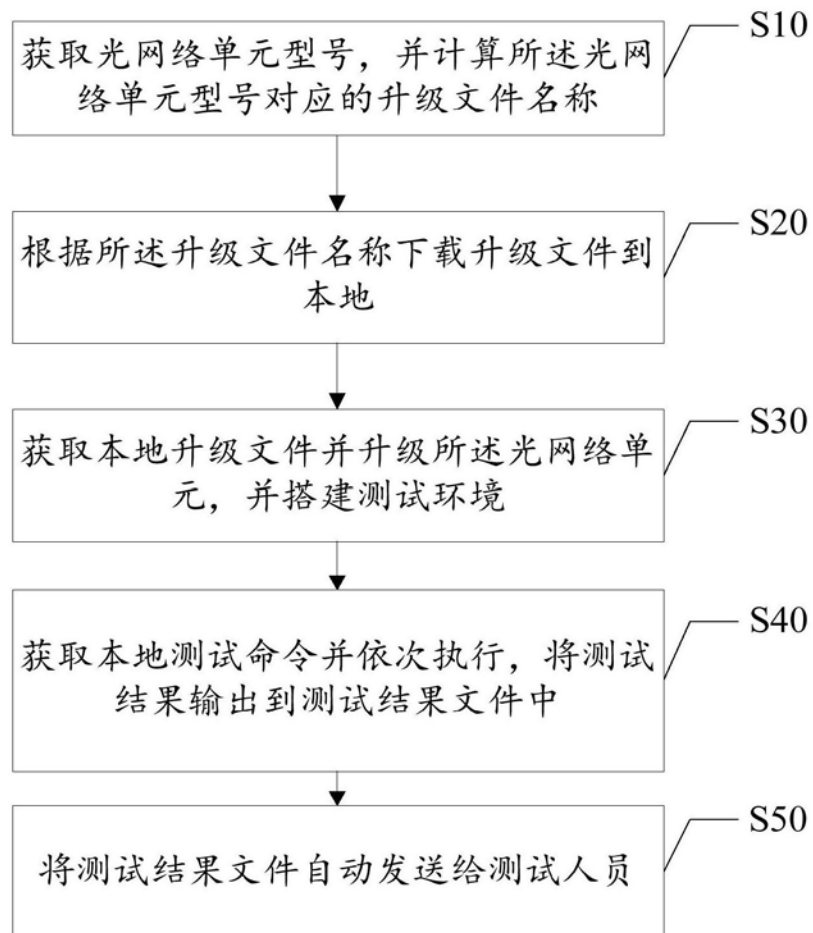 S10
获取光网络单元型号，并计算所述光网
络单元型号对应的升级文件名称
S20
根据所述升级文件名称下载升级文件到
本地
S30
获取本地升级文件并升级所述光网络单
元，并搭建测试环境
S40
获取本地测试命令并依次执行，将测试
结果输出到测试结果文件中
S50
将测试结果文件自动发送给测试人员